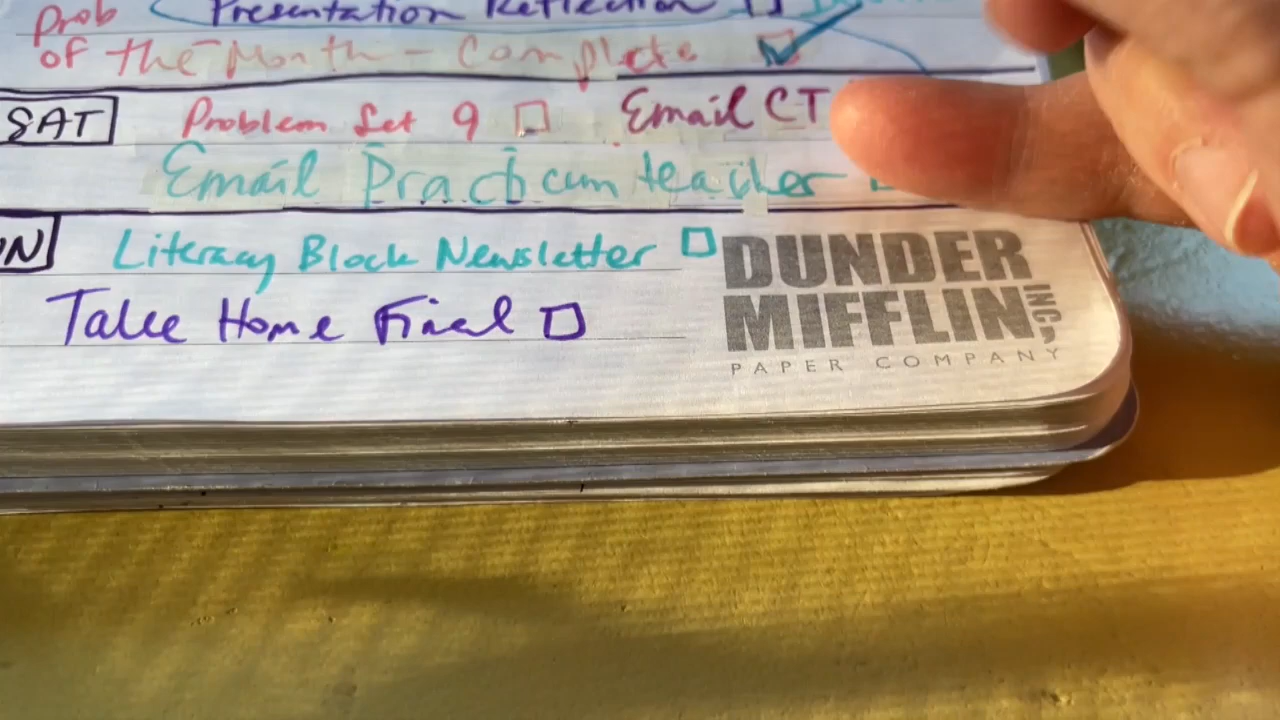 Prob Presentation Reflection
of the Month - Complete
SAT Problem Set 9 Email CT
Email Practicum teacher
Literacy Block Newsletter
Take Home Final
DUNDER
MIFFLIN INC.
PAPER COMPANY